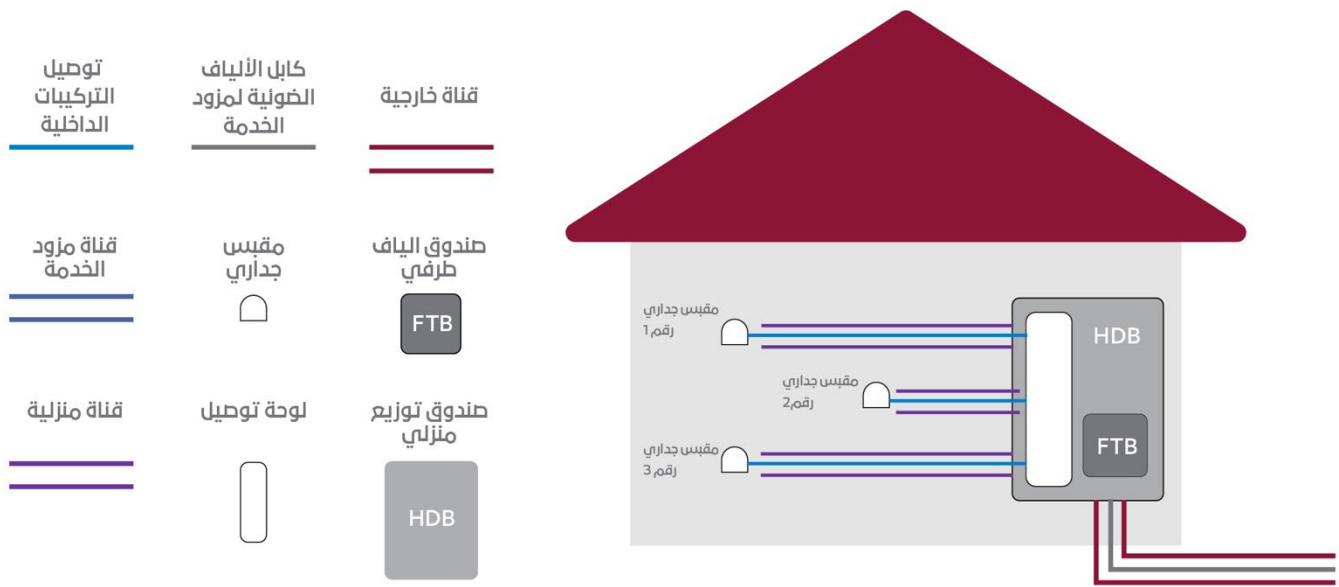 قناة خارجية
كابل الألياف
الضوئية لمزود
الخدمة
توصيل
التركيبات
الداخلية
صندوق الياف
طرفي
FTB
مقبس
جداري
قناة مزود
الخدمة
صندوق توزيع
منزلي
HDB
لوحة توصيل
قناة منزلية
HDB
FTB
مقبس جداري
رقم 1
مقبس جداري
رقم2
مقبس جداري
رقم 3